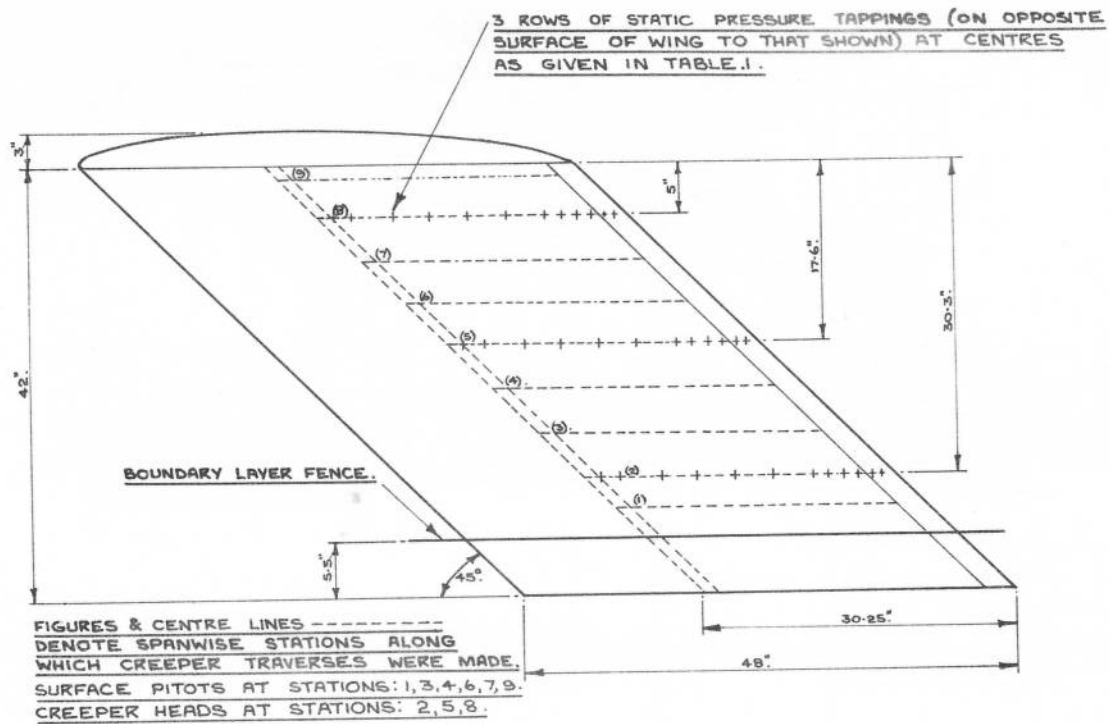 3 ROWS OF STATIC PRESSURE TAPPINGS (ON OPPOSITE
SURFACE OF WING TO THAT SHOWN) AT CENTRES
AS GIVEN IN TABLE.1.
3"
(9)
(8)
5"
(7)
17·6"
(6)
30·3"
(5)
42"
(4)
(3)
BOUNDARY LAYER FENCE.
(2)
(1)
5·5"
45°.
30·25"
48"
FIGURES & CENTRE LINES ----------
DENOTE SPANWISE STATIONS ALONG
WHICH CREEPER TRAVERSES WERE MADE.
SURFACE PITOTS AT STATIONS: 1,3,4,6,7,9.
CREEPER HEADS AT STATIONS: 2,5,8.